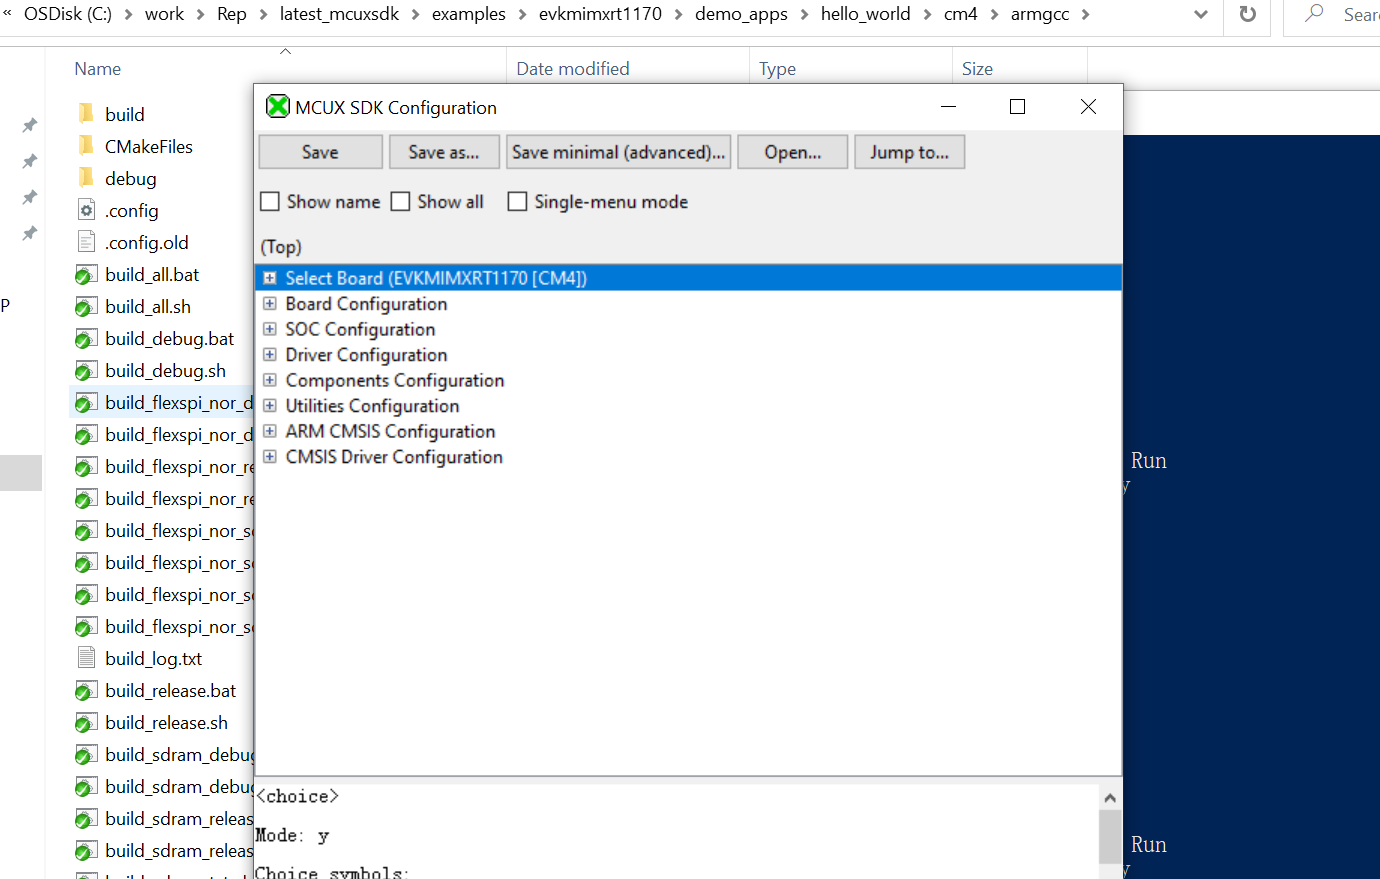 « OSDisk (C:) > work > Rep > latest_mcuxsdk > examples > evkmimxrt1170 > demo_apps > hello_world > cm4 > armgcc >
Sear
Name
Date modified
Type
Size
build
CMakeFiles
debug
.config
.config.old
build_all.bat
build_all.sh
build_debug.bat
build_debug.sh
build_flexspi_nor_d
build_flexspi_nor_d
build_flexspi_nor_re
build_flexspi_nor_re
build_flexspi_nor_s
build_flexspi_nor_s
build_flexspi_nor_s
build_flexspi_nor_s
build_log.txt
build_release.bat
build_release.sh
build_sdram_debug
build_sdram_debug
build_sdram_releas
build_sdram_releas
P
MCUX SDK Configuration
Save
Save as...
Save minimal (advanced)...
Open...
Jump to...
Show name
Show all
Single-menu mode
(Top)
Select Board (EVKMIMXRT1170 [CM4])
Board Configuration
SOC Configuration
Driver Configuration
Components Configuration
Utilities Configuration
ARM CMSIS Configuration
CMSIS Driver Configuration
<choice>
Mode: y
Choice symbols:
Run
y
Run
y